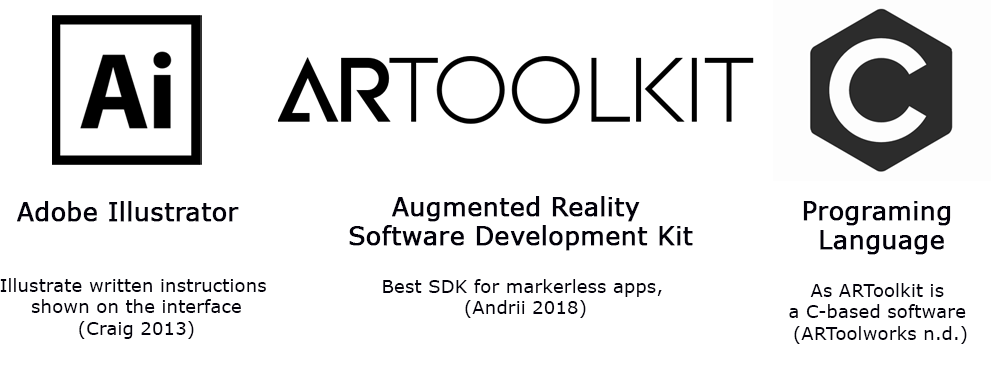 Ai
ARTOOLKIT
C
Adobe Illustrator
Illustrate written instructions
shown on the interface
(Craig 2013)
Augmented Reality
Software Development Kit
Best SDK for markerless apps,
(Andrii 2018)
Programing
Language
As ARToolkit is
a C-based software
(ARToolworks n.d.)